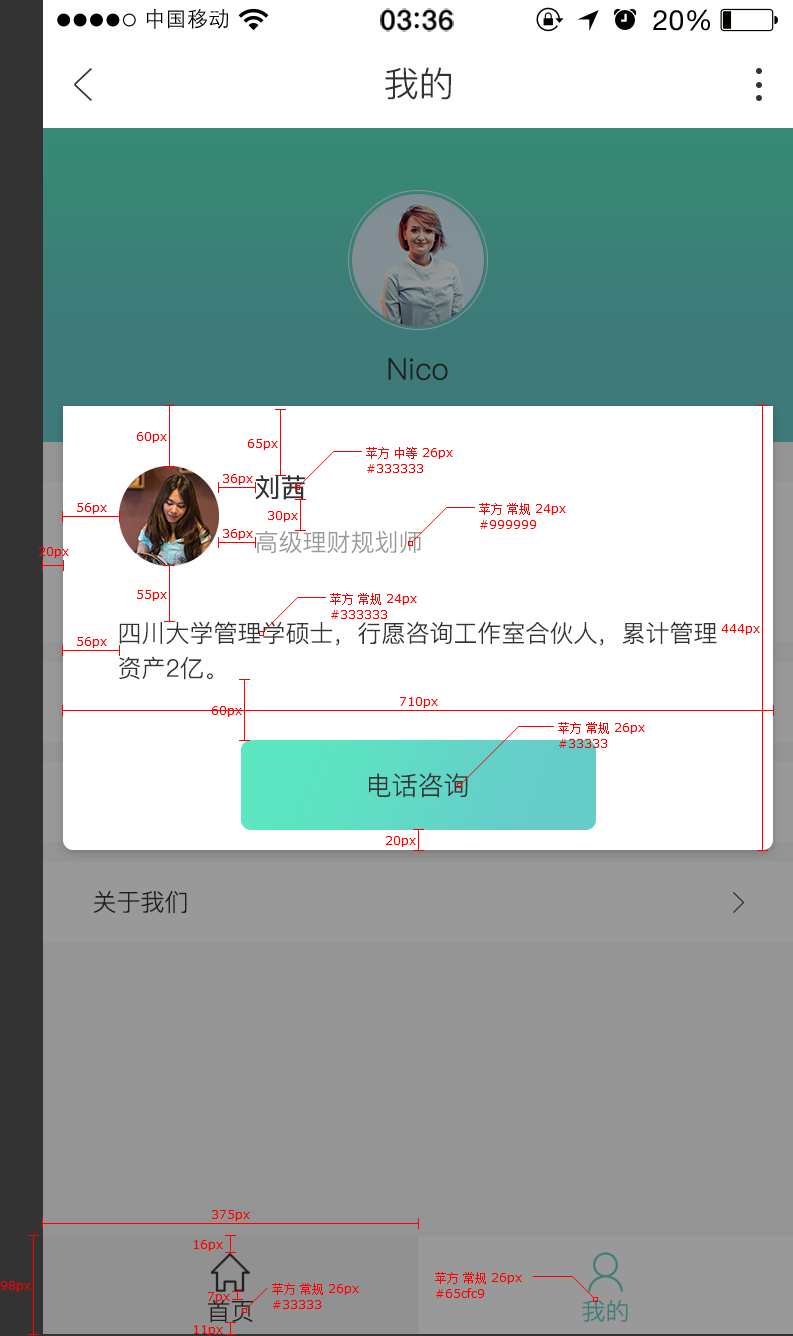 中国移动
03:36
20%
我的
Nico
60px
65px
苹方 中等 26px
#333333
36px
刘茜
56px
苹方 常规 24px
#999999
30px
36px
高级理财规划师
20px
55px
苹方 常规 24px
#333333
四川大学管理学硕士，行愿咨询工作室合伙人，累计管理
资产2亿。
444px
56px
710px
60px
苹方 常规 26px
#33333
电话咨询
20px
关于我们
375px
16px
98px
7px
苹方 常规 26px
#33333
首页
11px
苹方 常规 26px
#65cfc9
我的